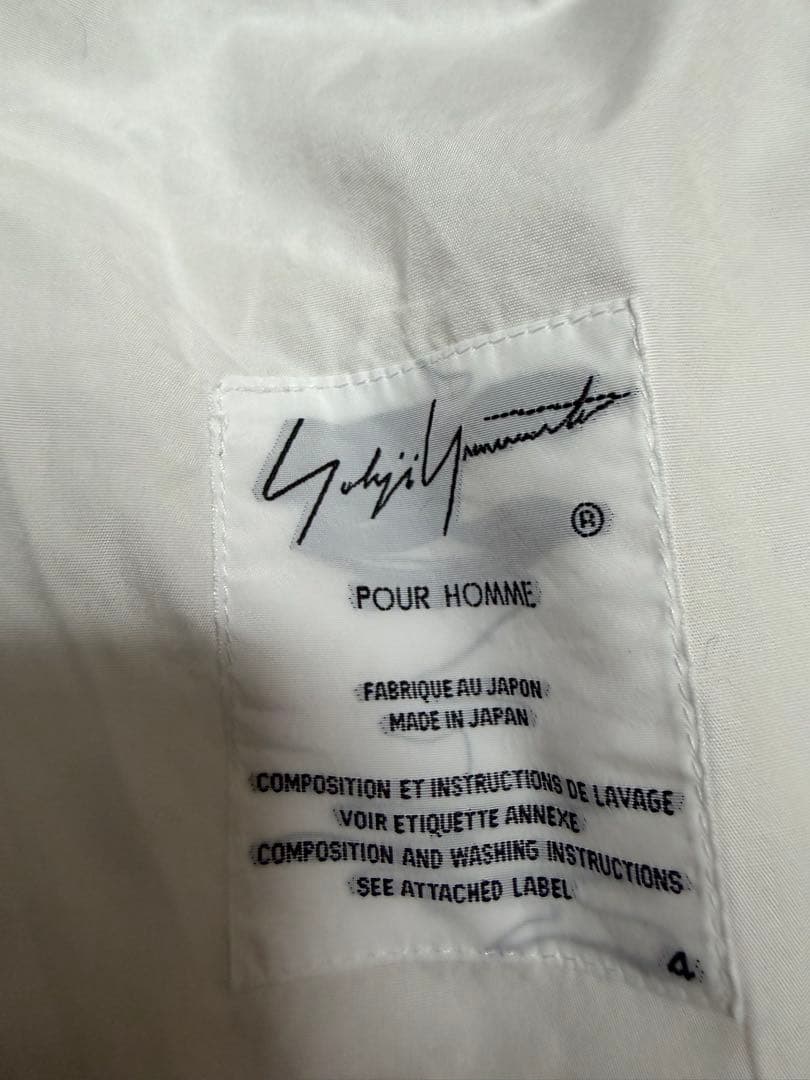 Yohji Yamamoto
®
POUR HOMME
FABRIQUE AU JAPON
MADE IN JAPAN
COMPOSITION ET INSTRUCTIONS DE LAVAGE
VOIR ETIQUETTE ANNEXE
COMPOSITION AND WASHING INSTRUCTIONS
SEE ATTACHED LABEL
4